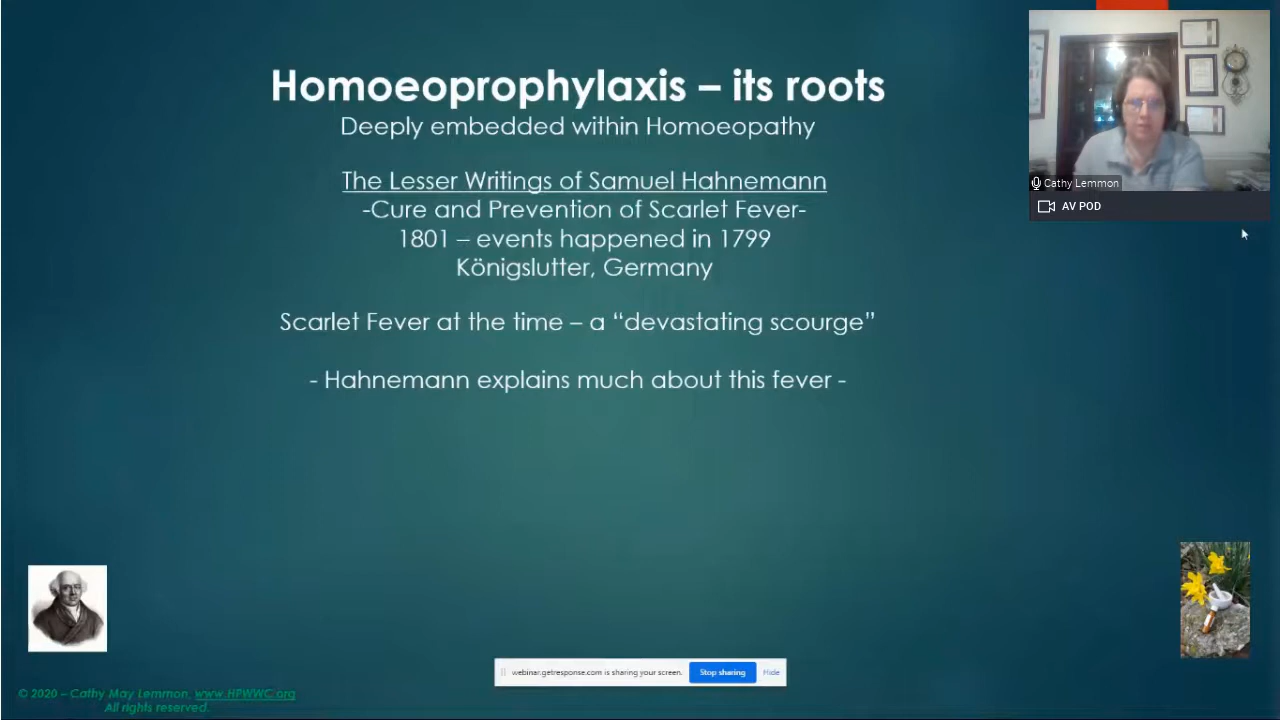 Homoeoprophylaxis – its roots
Deeply embedded within Homoeopathy
The Lesser Writings of Samuel Hahnemann
-Cure and Prevention of Scarlet Fever-
1801 – events happened in 1799
Königslutter, Germany
Scarlet Fever at the time – a “devastating scourge”
- Hahnemann explains much about this fever -
Cathy Lemmon
AV POD
webinar.getresponse.com is sharing your screen.
Stop sharing
Hide
© 2020 – Cathy May Lemmon, www.HPWWC.org
All rights reserved.